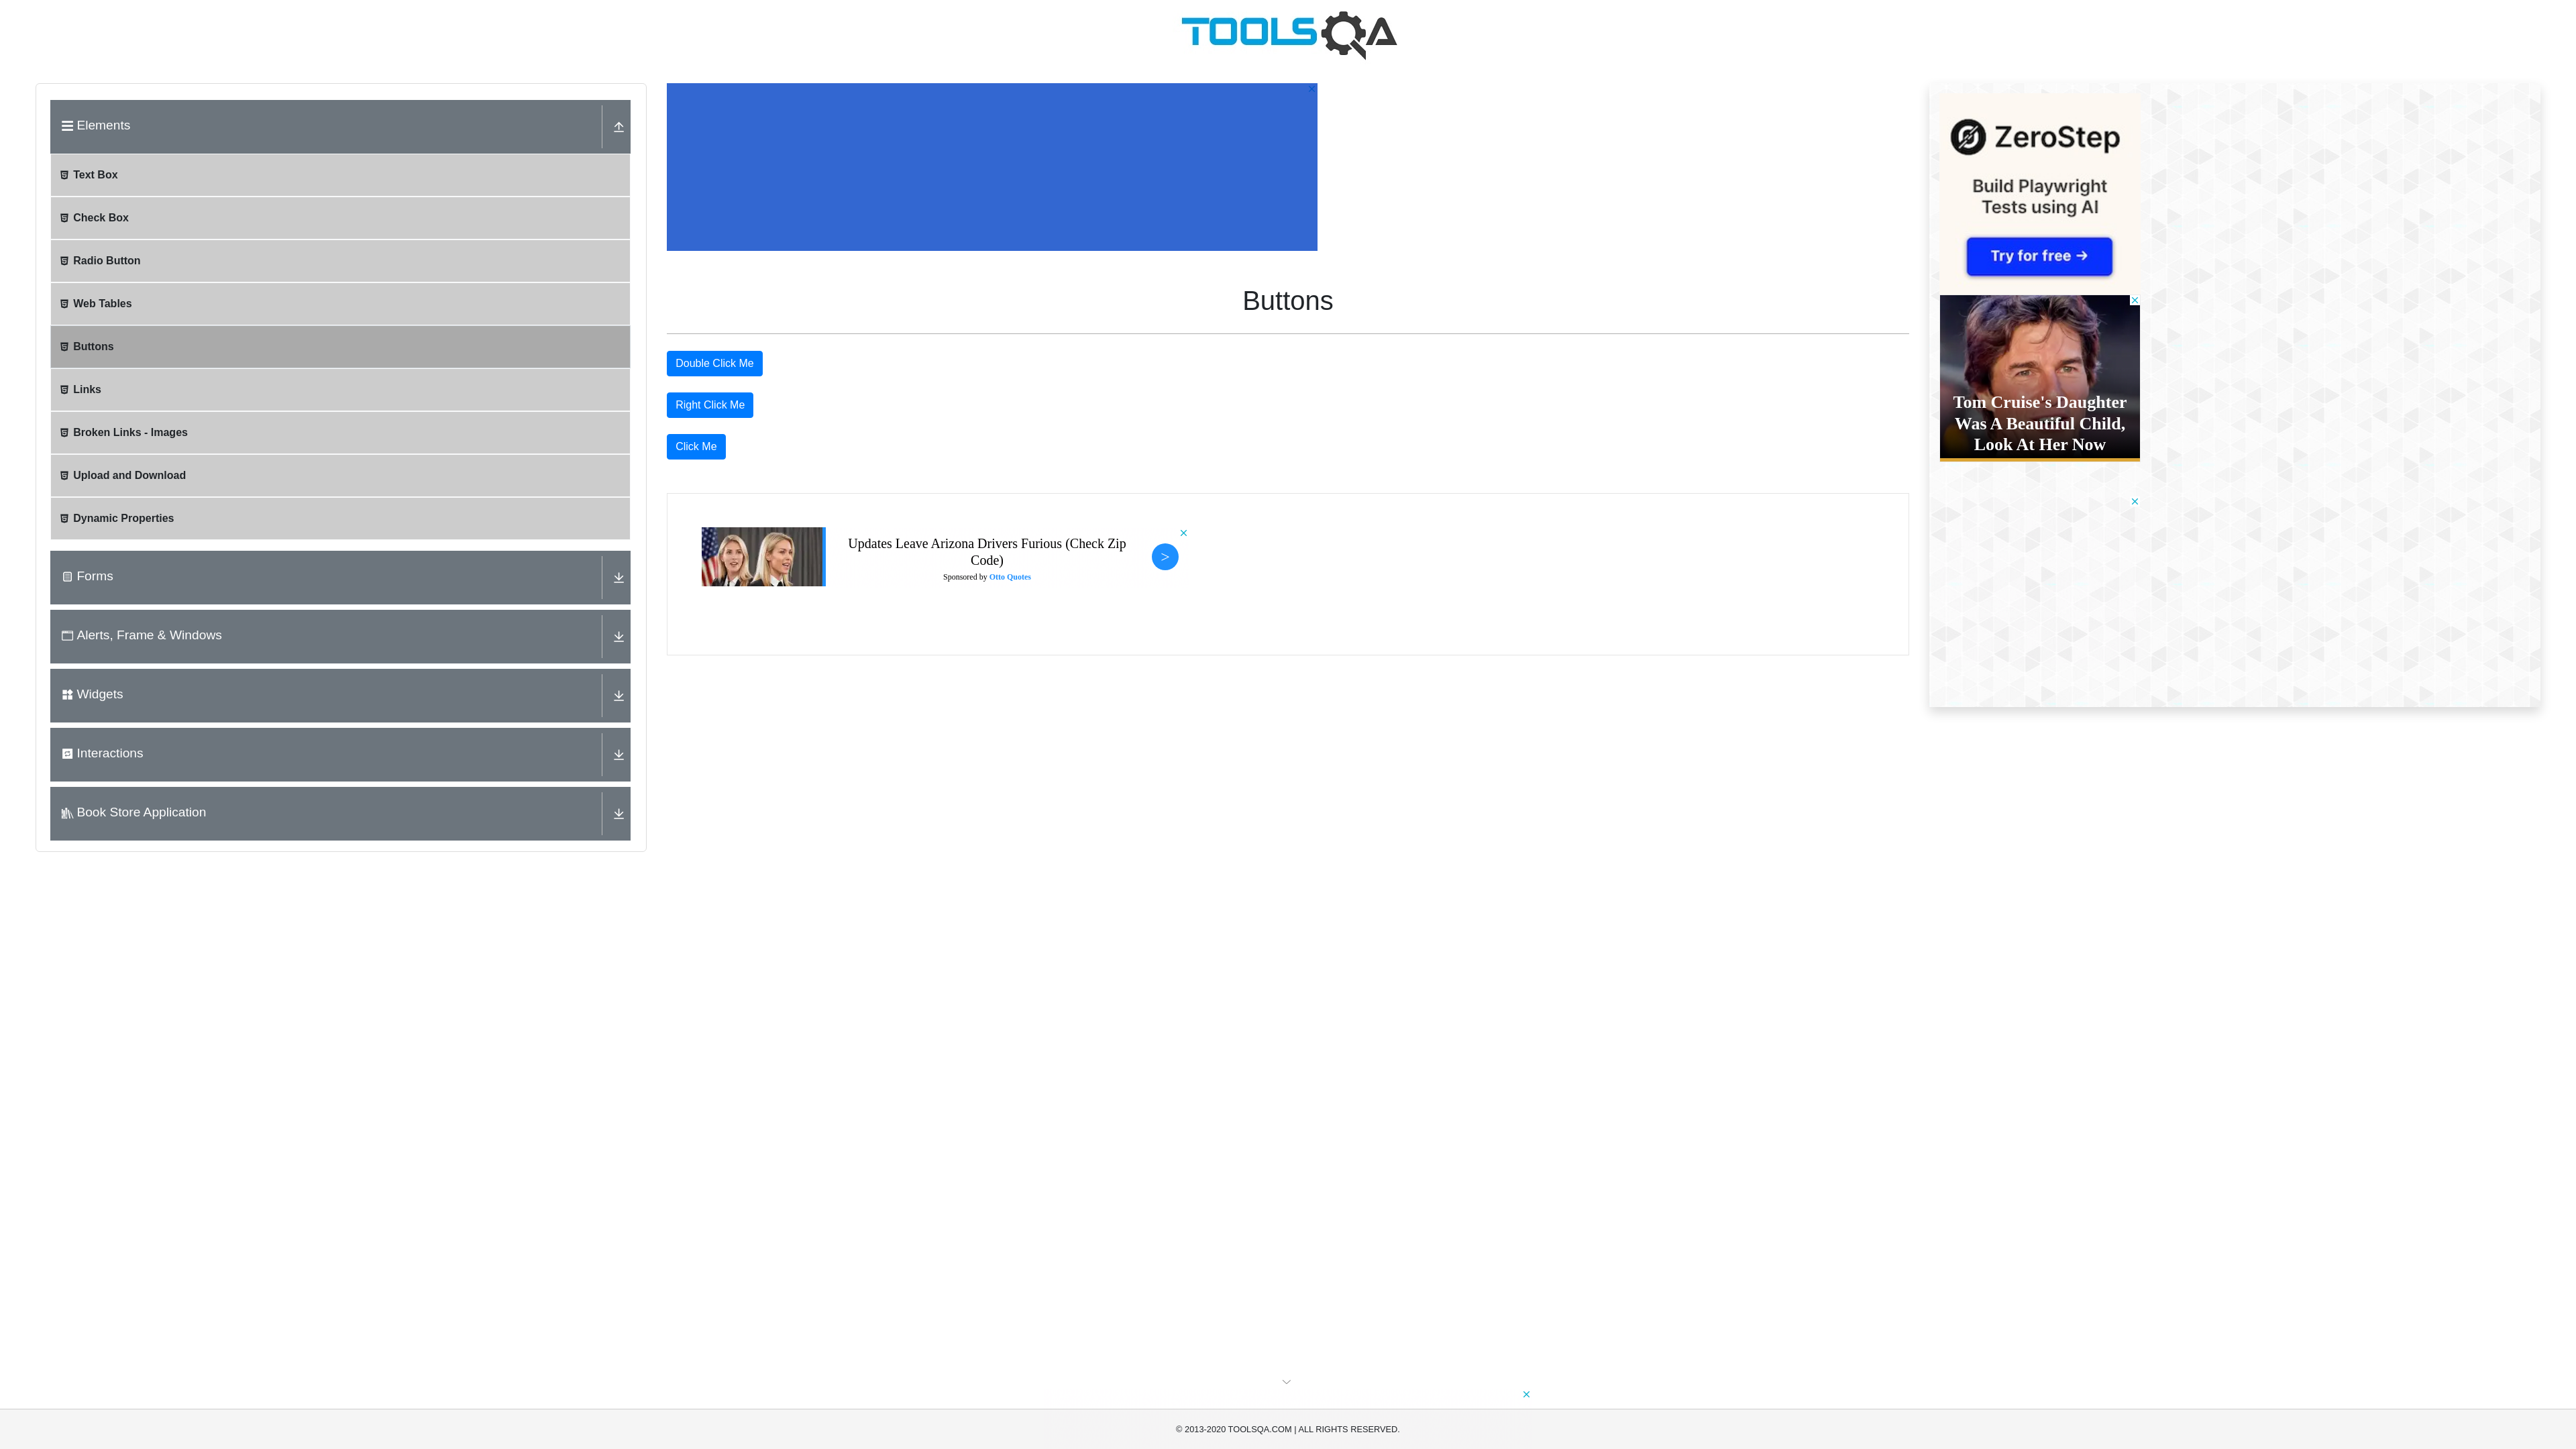 TOOLSQA
Elements
Text Box
Check Box
Radio Button
Web Tables
Buttons
Links
Broken Links - Images
Upload and Download
Dynamic Properties
Forms
Alerts, Frame & Windows
Widgets
Interactions
Book Store Application
Buttons
Double Click Me
Right Click Me
Click Me
Updates Leave Arizona Drivers Furious (Check Zip
Code)
Sponsored by Otto Quotes
>
ZeroStep
Build Playwright
Tests using AI
Try for free →
Tom Cruise's Daughter
Was A Beautiful Child,
Look At Her Now
© 2013-2020 TOOLSQA.COM | ALL RIGHTS RESERVED.